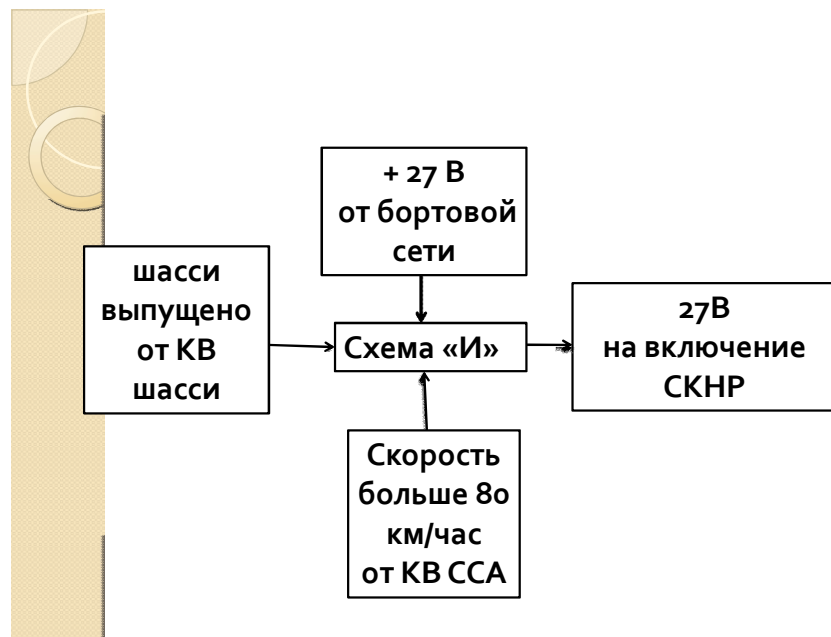 + 27 В
от бортовой
сети
шасси
выпущено
от КВ
шасси
Схема «И»
27В
на включение
СКНР
Скорость
больше 80
км/час
от КВ ССА